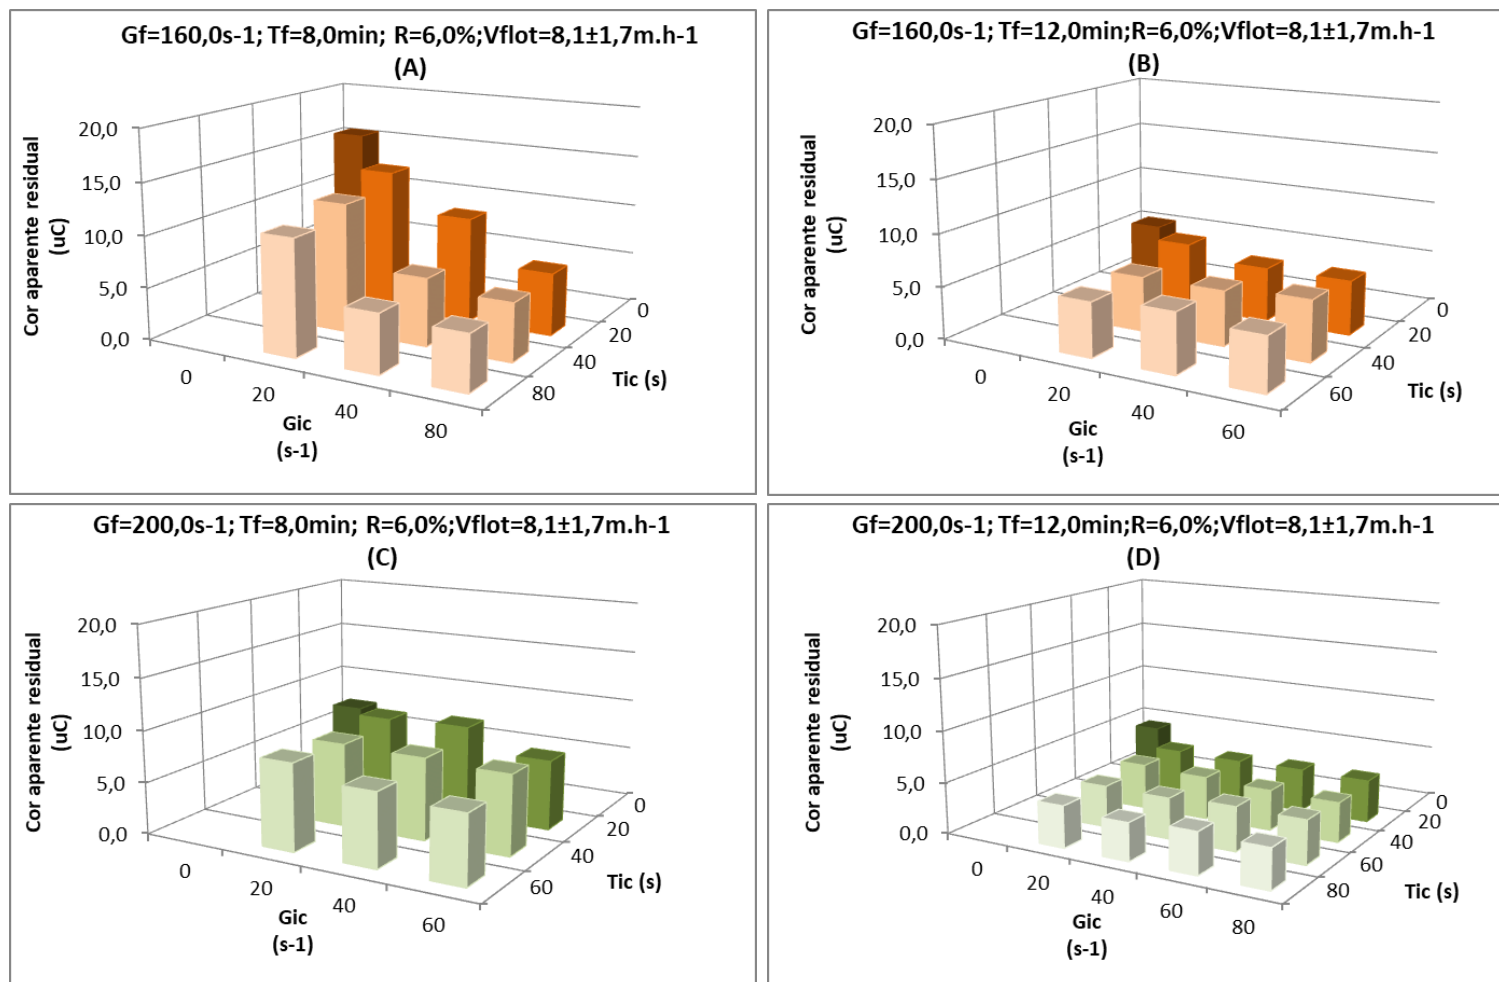 Gf=160,0s-1; Tf=8,0min; R=6,0%;Vflot=8,1±1,7m.h-1
(A)
Cor aparente residual
(uC)
20,0
15,0
10,0
5,0
0,0
0
20
40
80
Gic
(s-1)
0
20
40
80
Tic (s)
Gf=160,0s-1; Tf=12,0min;R=6,0%;Vflot=8,1±1,7m.h-1
(B)
Cor aparente residual
(uC)
20,0
15,0
10,0
5,0
0,0
0
20
40
60
Gic
(s-1)
0
20
40
60
Tic (s)
Gf=200,0s-1; Tf=8,0min; R=6,0%;Vflot=8,1±1,7m.h-1
(C)
Cor aparente residual
(uC)
20,0
15,0
10,0
5,0
0,0
0
20
40
60
Gic
(s-1)
0
20
40
60
Tic (s)
Gf=200,0s-1; Tf=12,0min;R=6,0%;Vflot=8,1±1,7m.h-1
(D)
Cor aparente residual
(uC)
20,0
15,0
10,0
5,0
0,0
0
20
40
60
80
Gic
(s-1)
0
20
40
60
80
Tic (s)